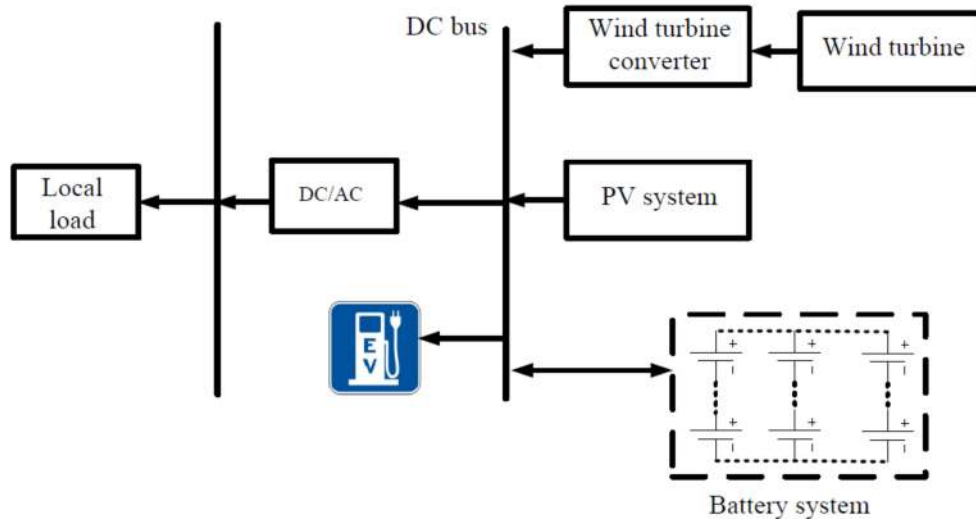 DC bus
Wind turbine
converter
Wind turbine
Local
load
DC/AC
PV system
E
V
+
+
+
+
+
+
Battery system